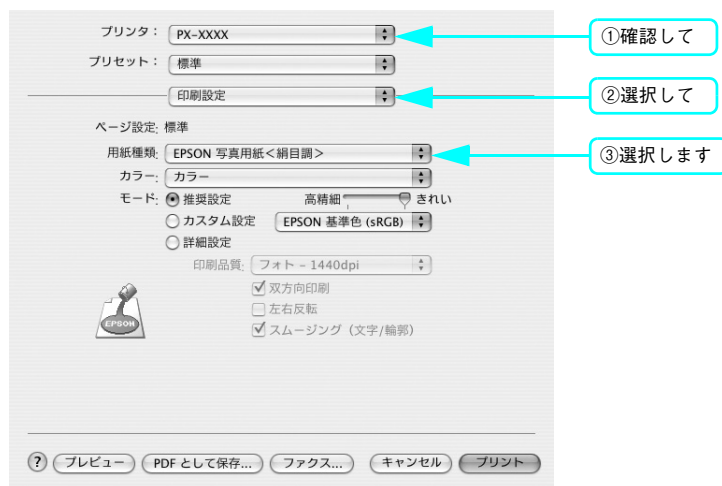 プリンタ： PX-XXXX ①確認して
プリセット： 標準
印刷設定 ②選択して
ページ設定: 標準
用紙種類: EPSON 写真用紙＜絹目調＞ ③選択します
カラー: カラー
モード: 推奨設定 高精細 きれい
カスタム設定 EPSON 基準色 (sRGB)
詳細設定
印刷品質: フォト – 1440dpi
双方向印刷
左右反転
EPSON スムージング（文字/輪郭）
? プレビュー PDF として保存... ファクス... キャンセル プリント